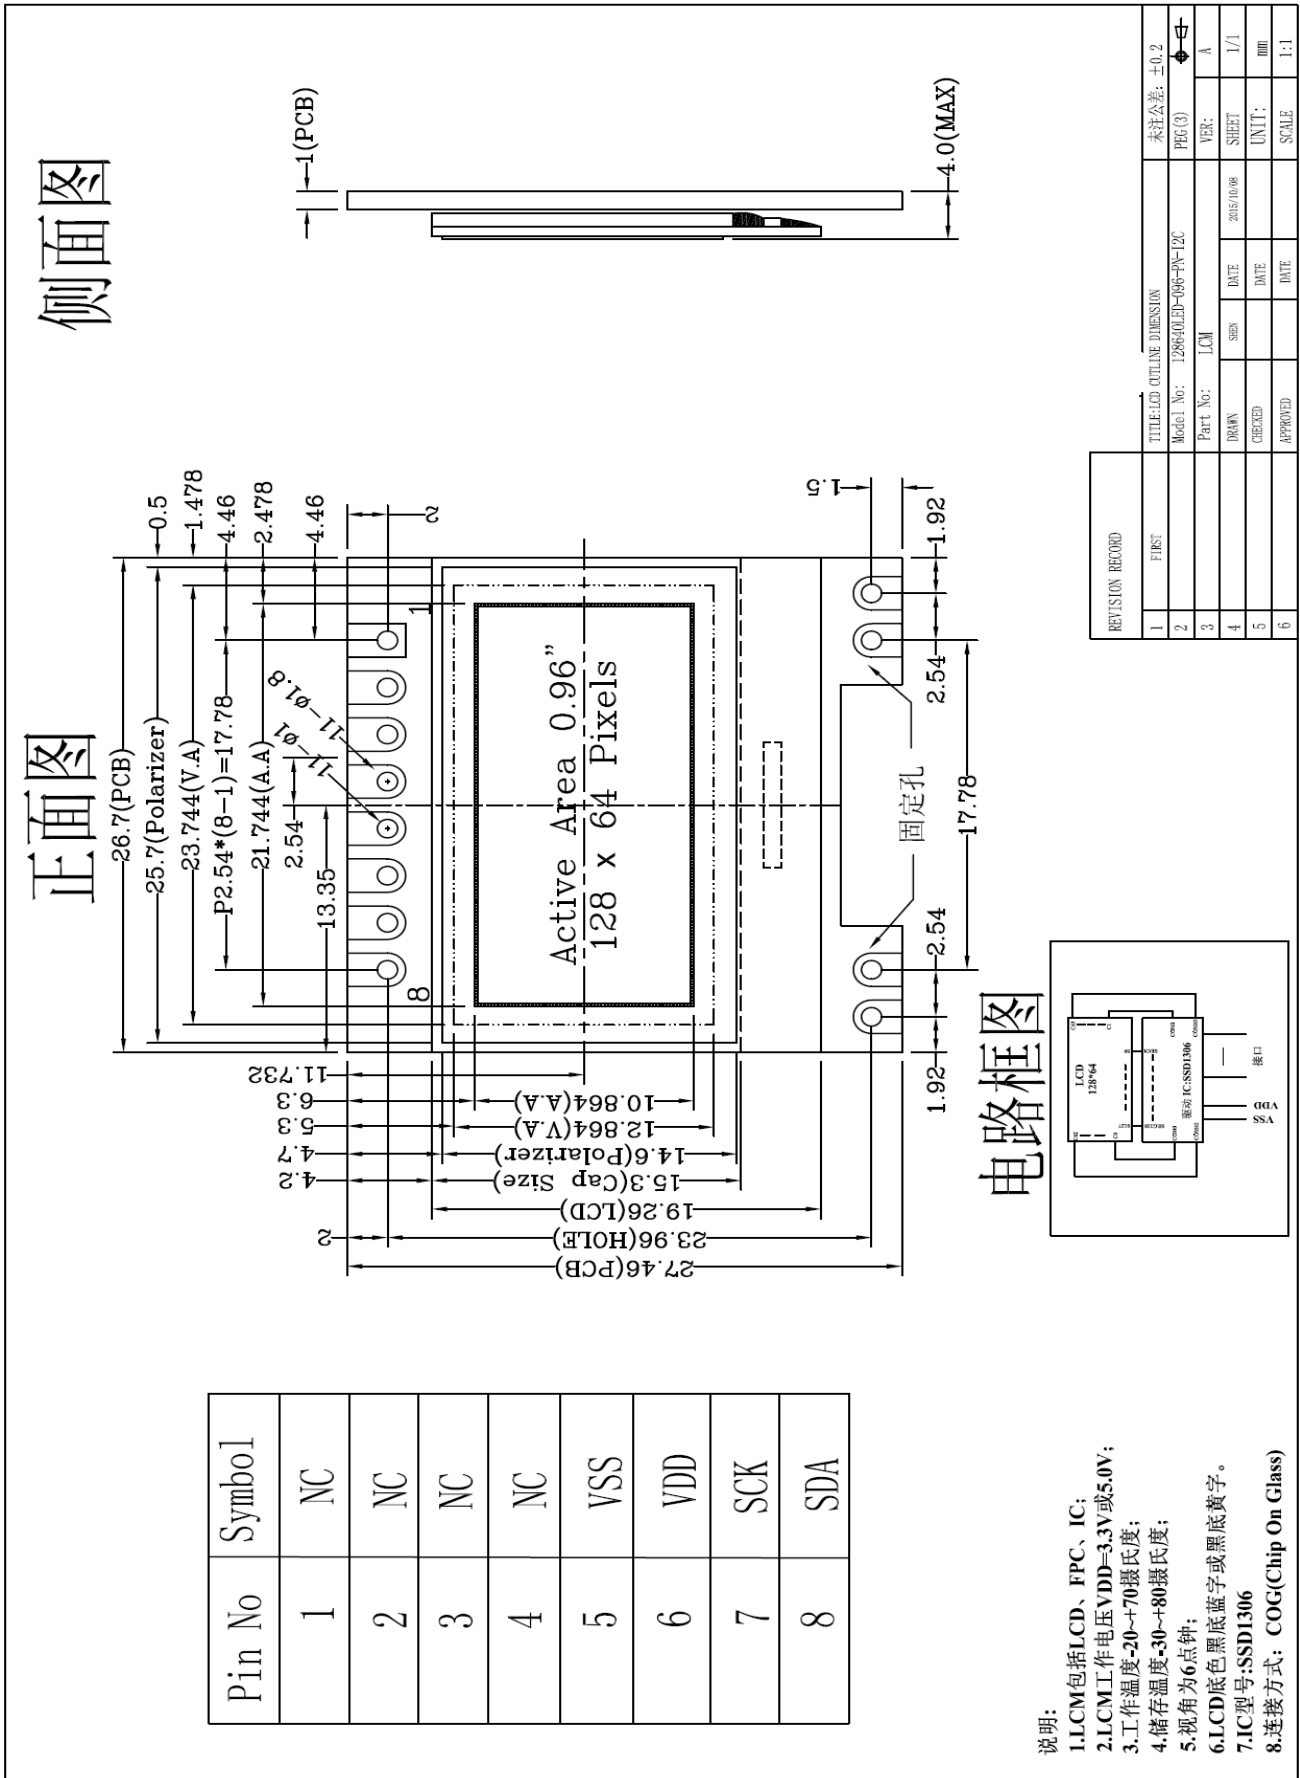 正面图
侧面图
26.7(PCB)
25.7(Polarizer)
23.744(V.A)
P2.54*(8-1)=17.78
21.744(A.A)
2.54
13.35
0.5
1.478
4.46
2.478
4.46
11-ø1
11-ø1.8
2
8
1
Active Area 0.96”
128 x 64 Pixels
11.732
6.3
10.864(A.A)
5.3
12.864(V.A)
4.7
14.6(Polarizer)
4.2
15.3(Cap Size)
19.26(LCD)
2
23.96(HOLE)
27.46(PCB)
固定孔
1.5
1.92
2.54
17.78
2.54
1.92
1(PCB)
4.0(MAX)
Pin No Symbol
1 NC
2 NC
3 NC
4 NC
5 VSS
6 VDD
7 SCK
8 SDA
电路框图
LCD
128*64
驱动 IC:SSD1306
VSS
VDD
接口
说明:
1.LCM包括LCD、FPC、IC;
2.LCM工作电压VDD=3.3V或5.0V;
3.工作温度-20~+70摄氏度;
4.储存温度-30~+80摄氏度;
5.视角为6点钟;
6.LCD底色黑底蓝字或黑底黄字。
7.IC型号:SSD1306
8.连接方式: COG(Chip On Glass)
REVISION RECORD
1 FIRST
2
3
4
5
6
TITLE:LCD CUTLINE DIMENSION 未注公差: ±0.2
Model No: 12864OLED-096-PN-I2C PEG(3)
Part No: LCM VER: A
DRAWN SHEN DATE 2015/10/08 SHEET 1/1
CHECKED DATE UNIT: mm
APPROVED DATE SCALE 1:1